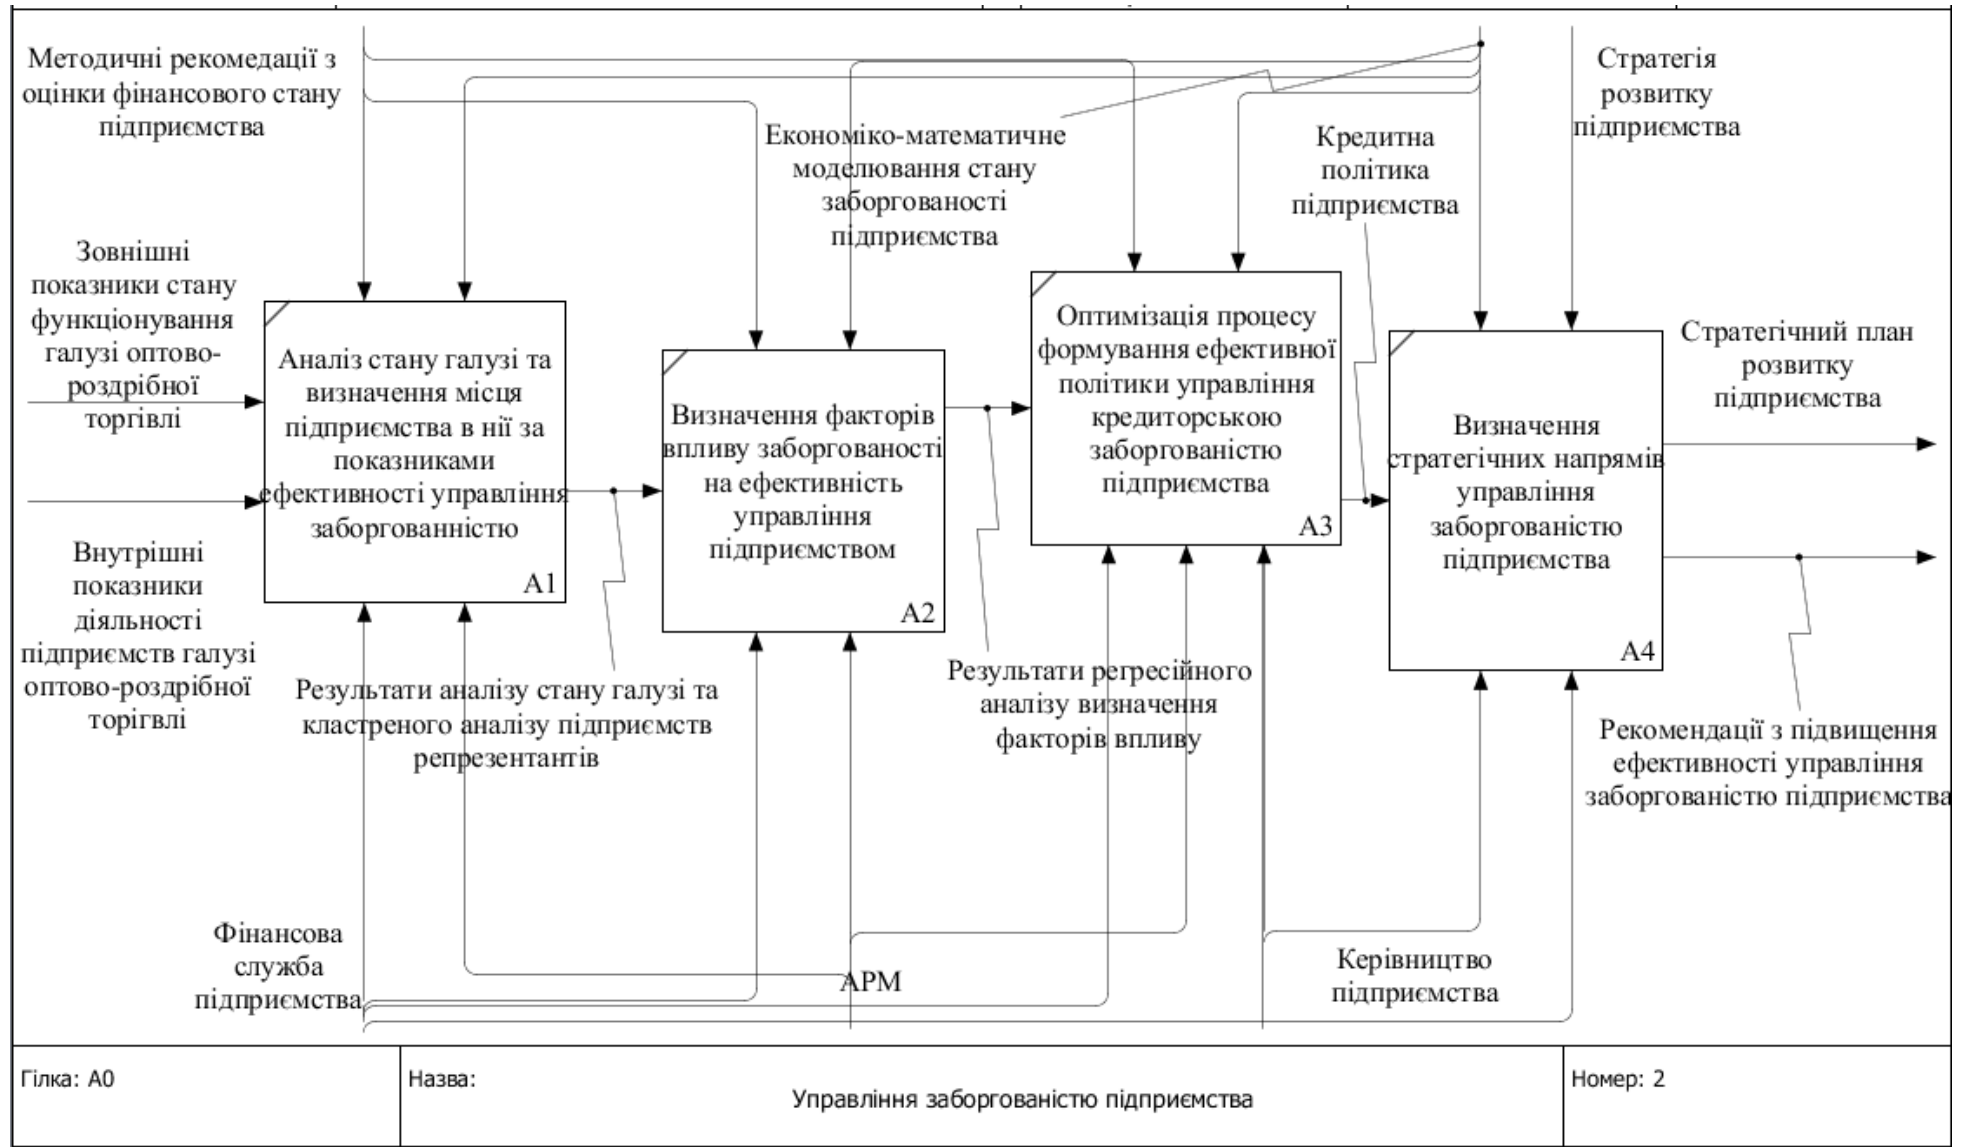 Методичні рекомедації з
оцінки фінансового стану
підприємства
Економіко-математичне
моделювання стану
заборгованості
підприємства
Кредитна
політика
підприємства
Стратегія
розвитку
підприємства
Зовнішні
показники стану
функціонування
галузі оптово-
роздрібної
торгівлі
Внутрішні
показники
діяльності
підприємств галузі
оптово-роздрібної
торігвлі
Аналіз стану галузі та
визначення місця
підприємства в нії за
показниками
ефективності управління
заборгованністю
A1
Результати аналізу стану галузі та
кластреного аналізу підприємств
репрезентантів
Визначення факторів
впливу заборгованості
на ефективність
управління
підприємством
A2
Результати регресійного
аналізу визначення
факторів впливу
Оптимізація процесу
формування ефективної
політики управління
кредиторською
заборгованістю
підприємства
A3
Визначення
стратегічних напрямів
управління
заборгованістю
підприємства
A4
Стратегічний план
розвитку
підприємства
Рекомендації з підвищення
ефективності управління
заборгованістю підприємства
Фінансова
служба
підприємства
АРМ
Керівництво
підприємства
Гілка: A0
Назва:
Управління заборгованістю підприємства
Номер: 2